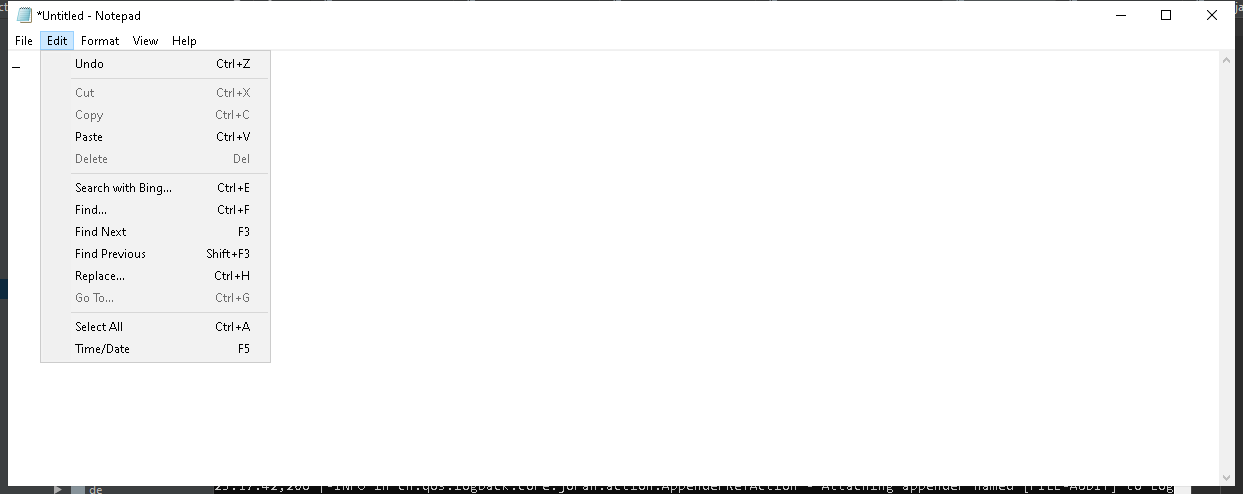 *Untitled - Notepad
File Edit Format View Help
_
Undo Ctrl+Z
Cut Ctrl+X
Copy Ctrl+C
Paste Ctrl+V
Delete Del
Search with Bing... Ctrl+E
Find... Ctrl+F
Find Next F3
Find Previous Shift+F3
Replace... Ctrl+H
Go To... Ctrl+G
Select All Ctrl+A
Time/Date F5
de
|-INFO in ch.qos.logback.core.joran.action.AppenderRefAction - Attaching appender named [FILE-AUDIT] to Log